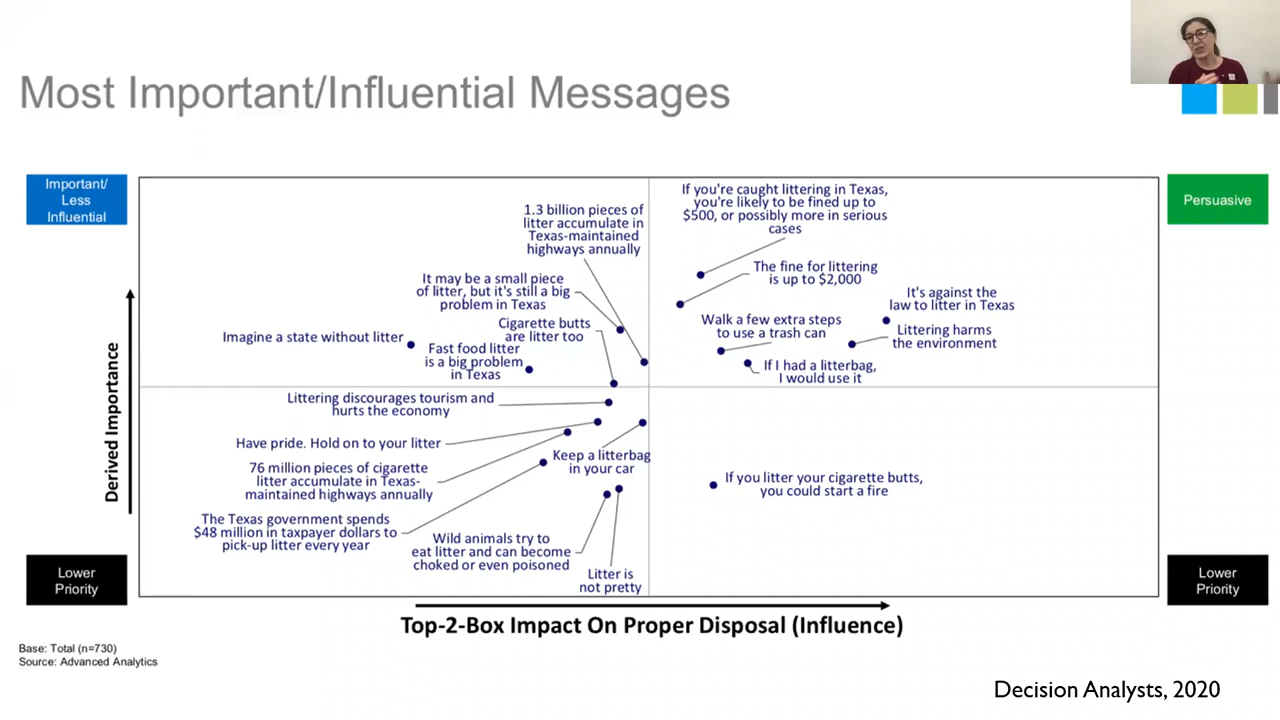 Most Important/Influential Messages
Important/
Less
Influential
Persuasive
If you're caught littering in Texas,
you're likely to be fined up to
$500, or possibly more in serious
cases
1.3 billion pieces of
litter accumulate in
Texas-maintained
highways annually
The fine for littering
is up to $2,000
It may be a small piece
of litter, but it's still a big
problem in Texas
It's against the
law to litter in Texas
Cigarette butts
are litter too
Walk a few extra steps
to use a trash can
Littering harms
the environment
Imagine a state without litter
Fast food litter
is a big problem
in Texas
If I had a litterbag,
I would use it
Littering discourages tourism and
hurts the economy
Have pride. Hold on to your litter
Keep a litterbag
in your car
76 million pieces of cigarette
litter accumulate in Texas-
maintained highways annually
If you litter your cigarette butts,
you could start a fire
The Texas government spends
$48 million in taxpayer dollars to
pick-up litter every year
Wild animals try to
eat litter and can become
choked or even poisoned
Litter is
not pretty
Derived Importance
Lower
Priority
Lower
Priority
Top-2-Box Impact On Proper Disposal (Influence)
Base: Total (n=730)
Source: Advanced Analytics
Decision Analysts, 2020